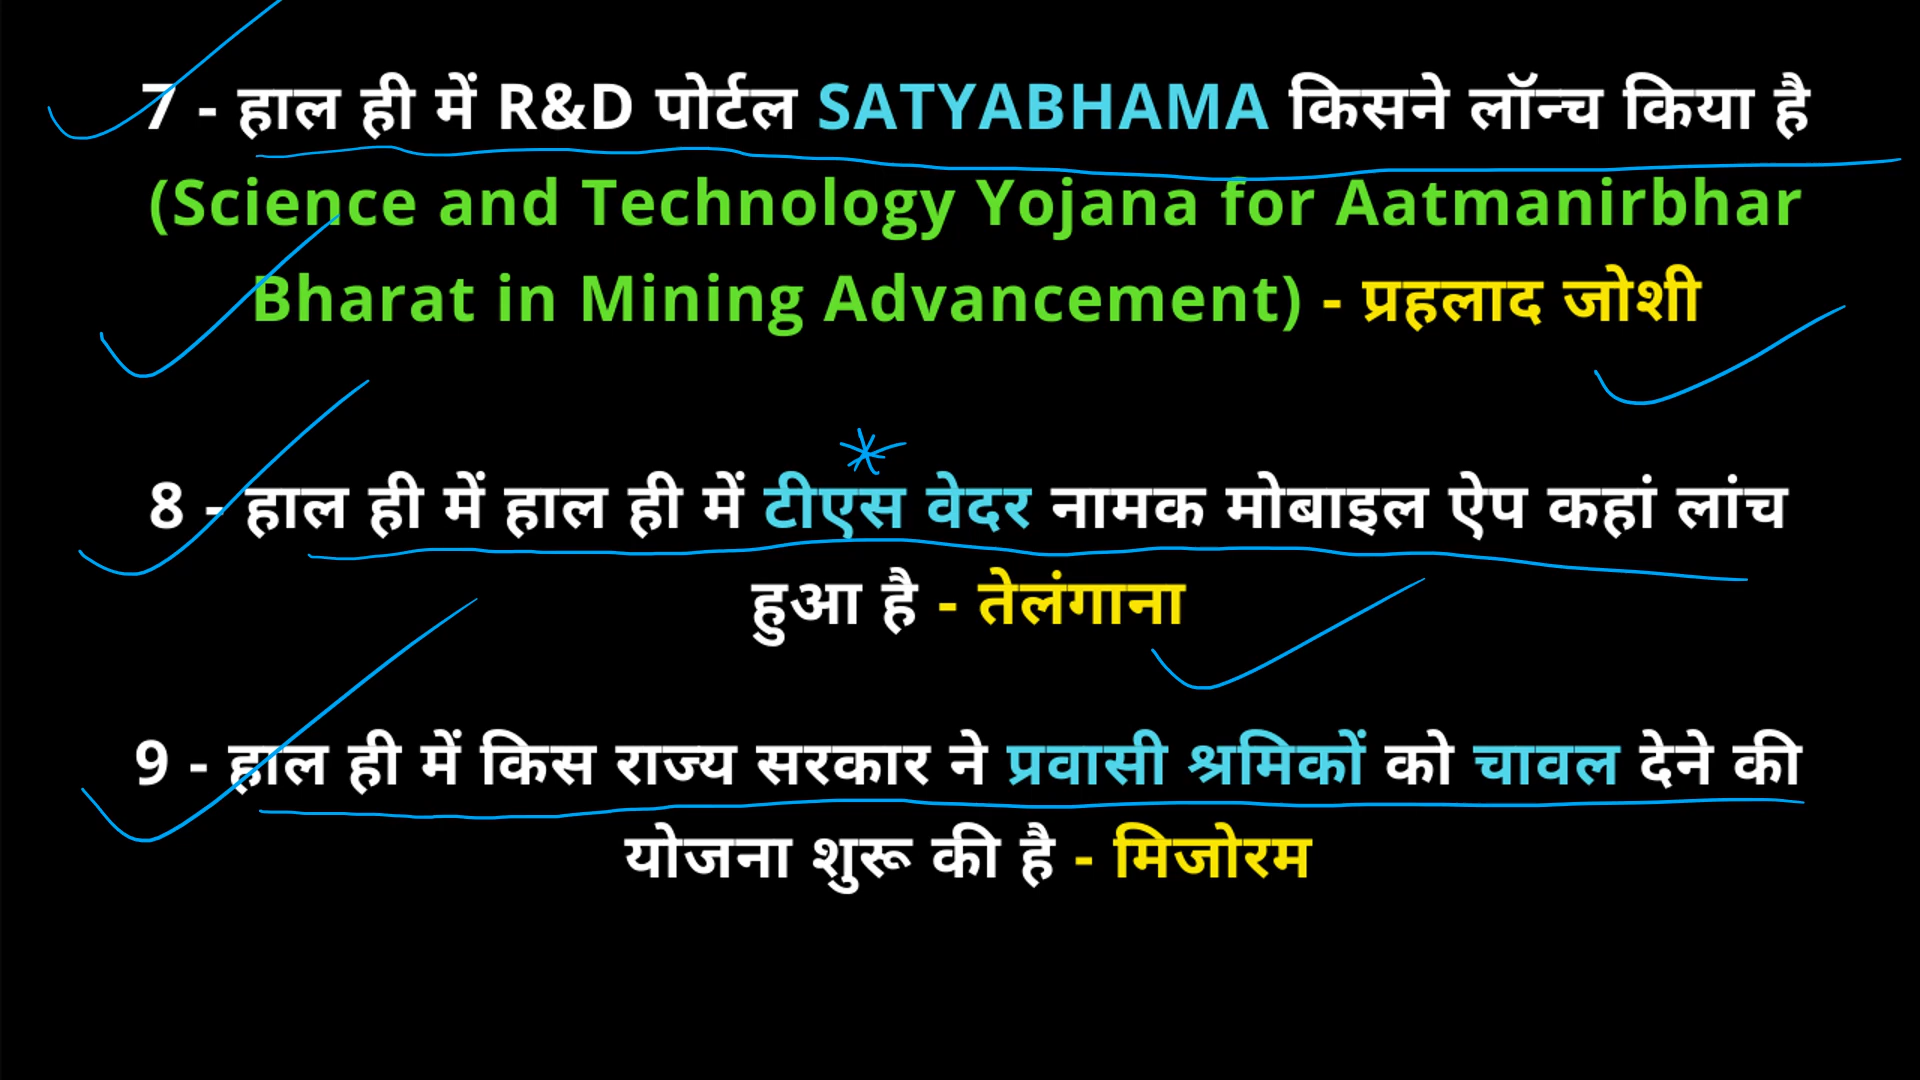 7 - हाल ही में R&D पोर्टल SATYABHAMA किसने लॉन्च किया है
(Science and Technology Yojana for Aatmanirbhar
Bharat in Mining Advancement) - प्रहलाद जोशी
8 - हाल ही में हाल ही में टीएस वेदर नामक मोबाइल ऐप कहां लांच
हुआ है - तेलंगाना
9 - हाल ही में किस राज्य सरकार ने प्रवासी श्रमिकों को चावल देने की
योजना शुरू की है - मिजोरम